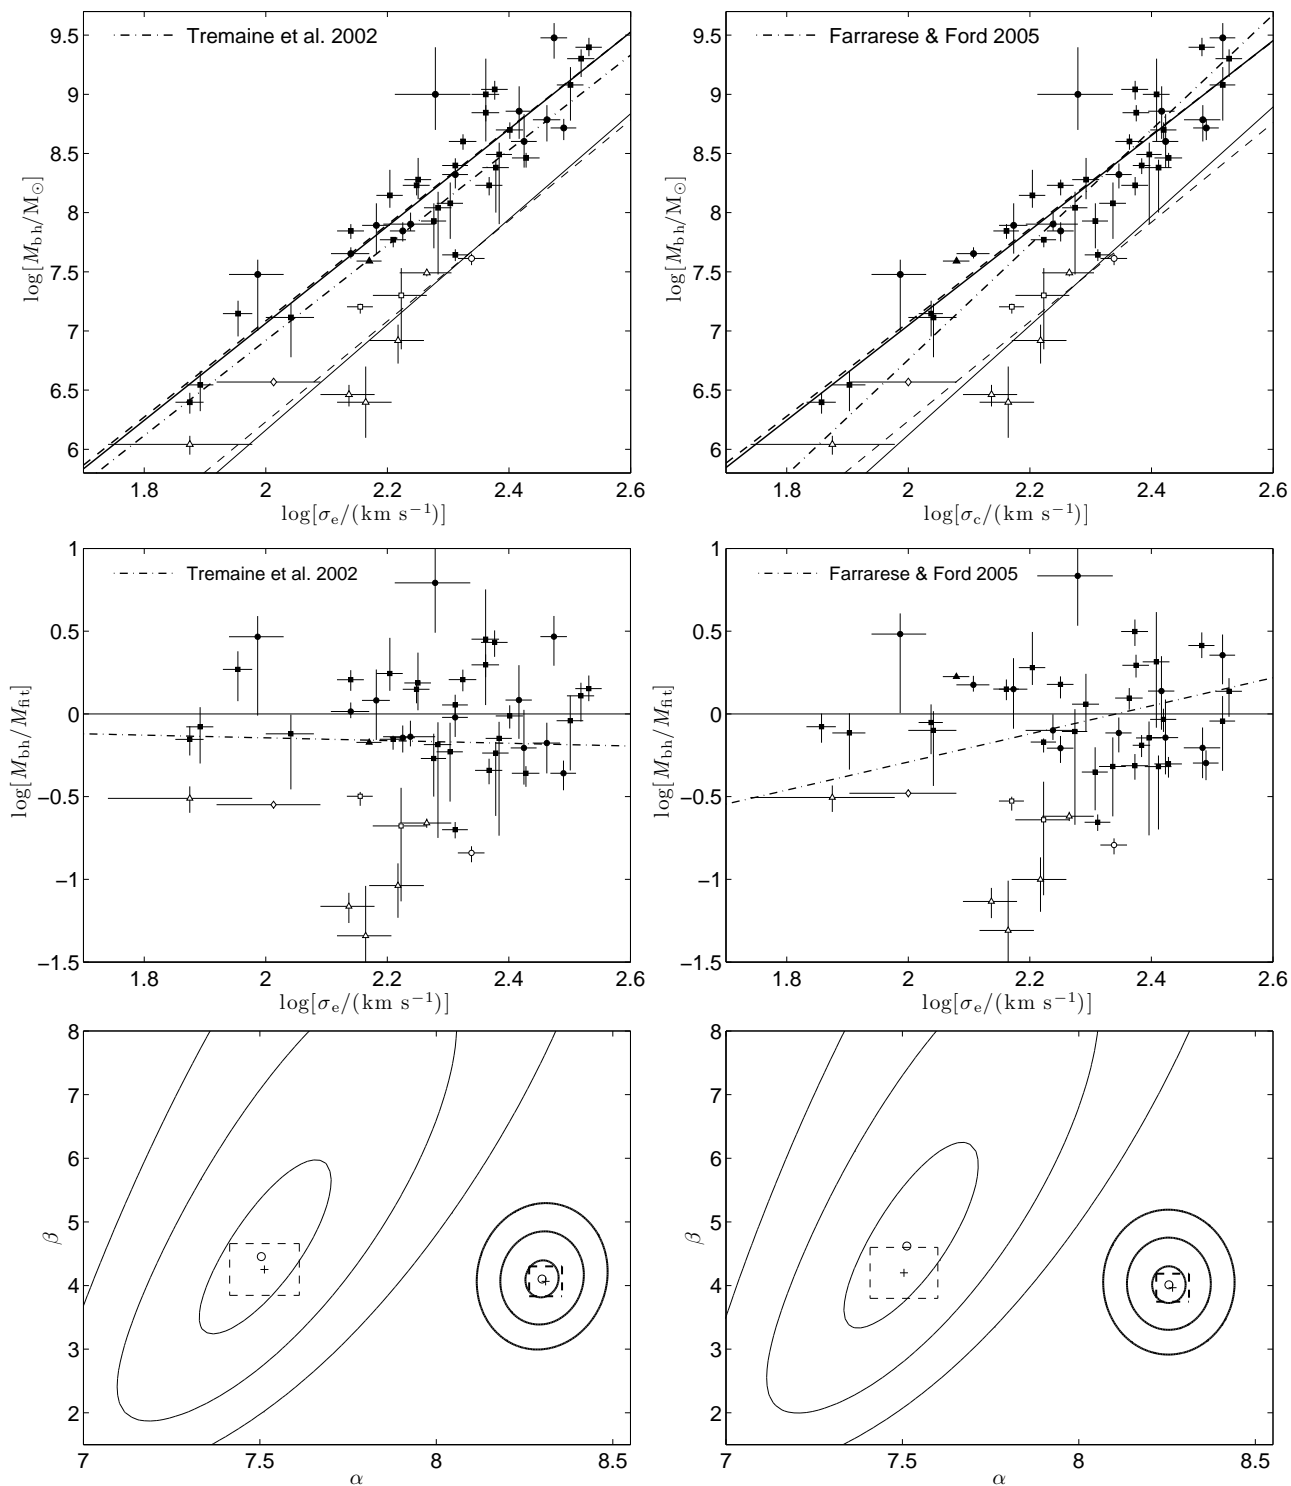 Tremaine et al. 2002
9.5
9
8.5
8
7.5
7
6.5
6
log[M_bh/M_⊙]
1.8 2 2.2 2.4 2.6
log[σ_e/(km s⁻¹)]
Farrarese & Ford 2005
9.5
9
8.5
8
7.5
7
6.5
6
log[M_bh/M_⊙]
1.8 2 2.2 2.4 2.6
log[σ_c/(km s⁻¹)]
Tremaine et al. 2002
1
0.5
0
−0.5
−1
−1.5
log[M_bh/M_fit]
1.8 2 2.2 2.4 2.6
log[σ_e/(km s⁻¹)]
Farrarese & Ford 2005
1
0.5
0
−0.5
−1
−1.5
log[M_bh/M_fit]
1.8 2 2.2 2.4 2.6
log[σ_e/(km s⁻¹)]
8
7
6
5
4
3
2
β
7 7.5 8 8.5
α
8
7
6
5
4
3
2
β
7 7.5 8 8.5
α